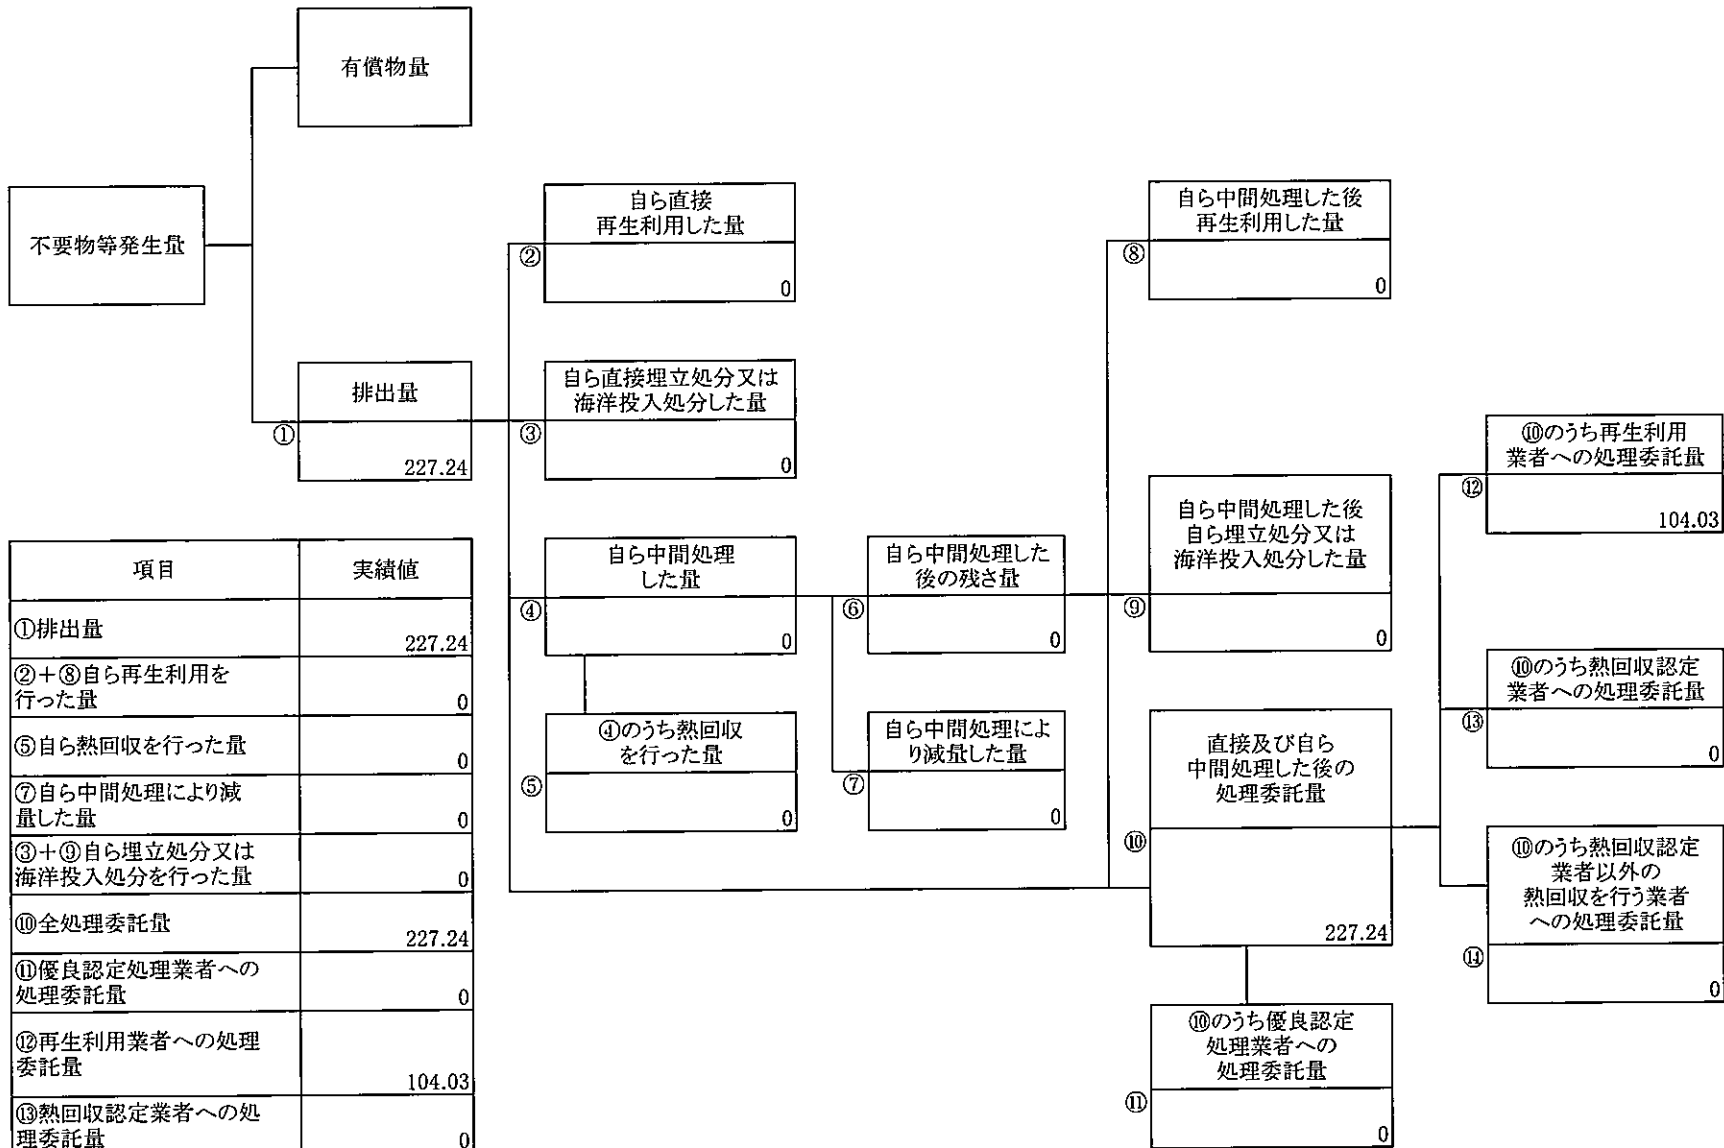 有償物量
不要物等発生量
排出量
①
227.24
自ら直接
再生利用した量
②
0
自ら直接埋立処分又は
海洋投入処分した量
③
0
自ら中間処理
した量
④
0
④のうち熱回収
を行った量
⑤
0
自ら中間処理した
後の残さ量
⑥
0
自ら中間処理によ
り減量した量
⑦
0
自ら中間処理した後
再生利用した量
⑧
0
自ら中間処理した後
自ら埋立処分又は
海洋投入処分した量
⑨
0
直接及び自ら
中間処理した後の
処理委託量
⑩
227.24
⑩のうち優良認定
処理業者への
処理委託量
⑪
0
⑩のうち再生利用
業者への処理委託量
⑫
104.03
⑩のうち熱回収認定
業者への処理委託量
⑬
0
⑩のうち熱回収認定
業者以外の
熱回収を行う業者
への処理委託量
⑭
0
項目 実績値
①排出量 227.24
②+⑧自ら再生利用を
行った量 0
⑤自ら熱回収を行った量 0
⑦自ら中間処理により減
量した量 0
③+⑨自ら埋立処分又は
海洋投入処分を行った量 0
⑩全処理委託量 227.24
⑪優良認定処理業者への
処理委託量 0
⑫再生利用業者への処理
委託量 104.03
⑬熱回収認定業者への処
理委託量 0